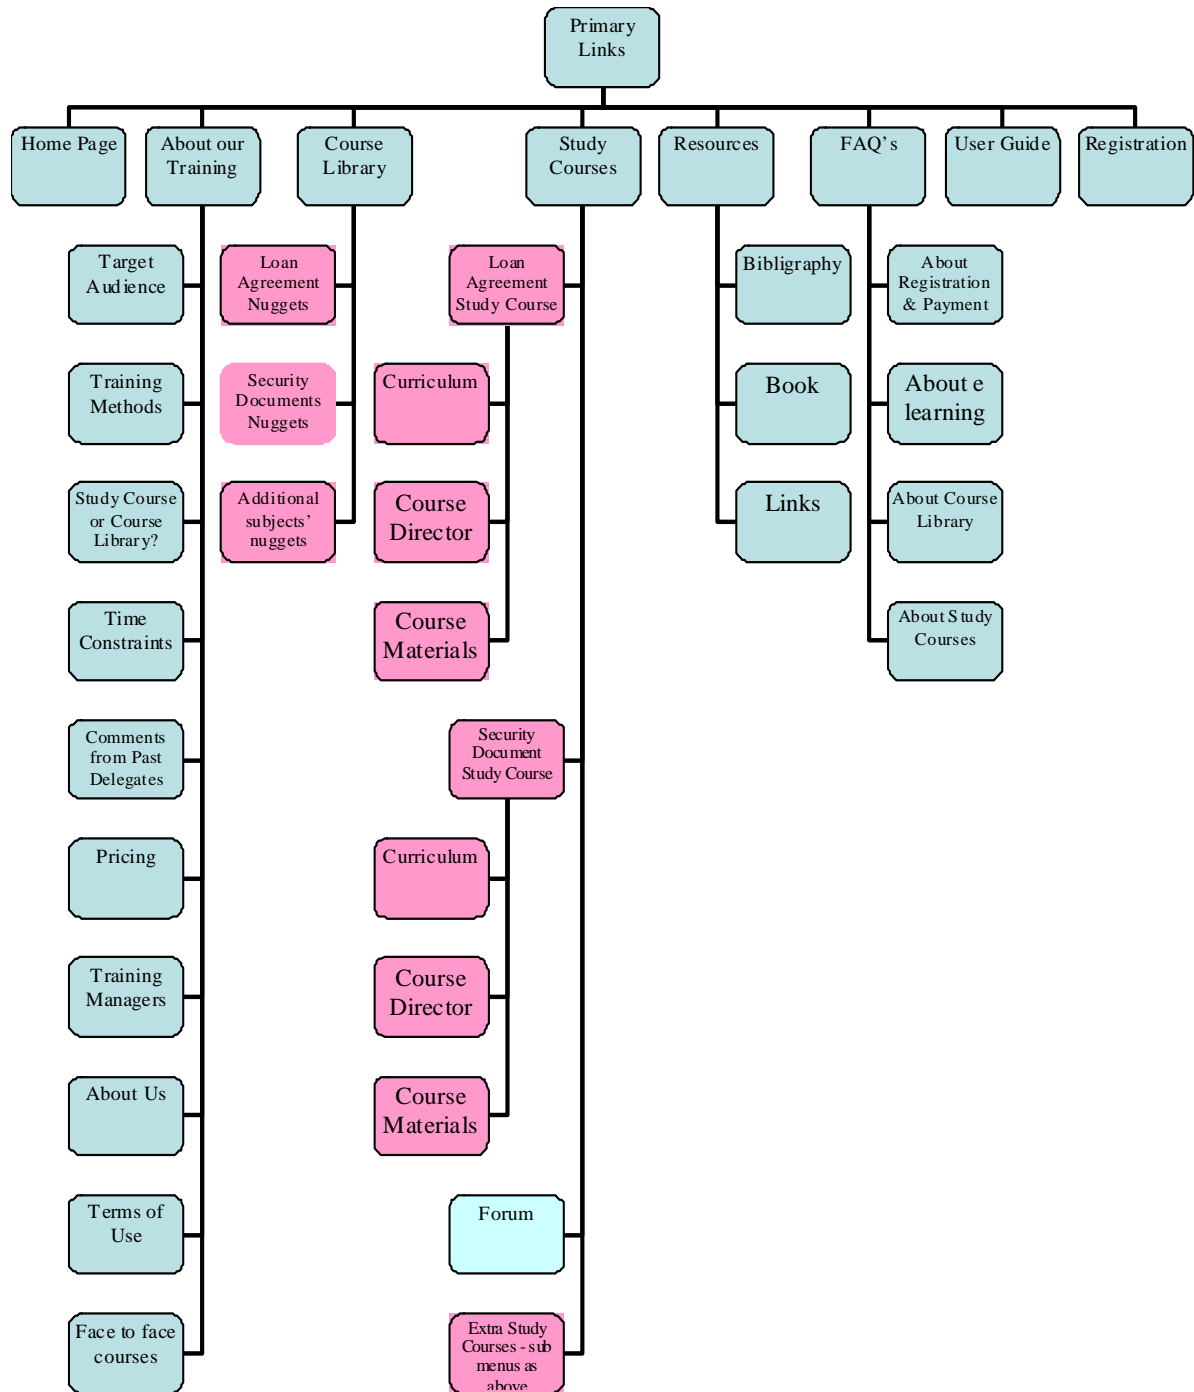 Primary
Links
Home Page
About our
Training
Course
Library
Study
Courses
Resources
FAQ's
User Guide
Registration
Target
Audience
Training
Methods
Study Course
or Course
Library?
Time
Constraints
Comments
from Past
Delegates
Pricing
Training
Managers
About Us
Terms of
Use
Face to face
courses
Loan
Agreement
Nuggets
Security
Documents
Nuggets
Additional
subjects'
nuggets
Loan
Agreement
Study Course
Curriculum
Course
Director
Course
Materials
Security
Document
Study Course
Curriculum
Course
Director
Course
Materials
Forum
Extra Study
Courses - sub
menus as
above
Bibligraphy
Book
Links
About
Registration
& Payment
About e
learning
About Course
Library
About Study
Courses